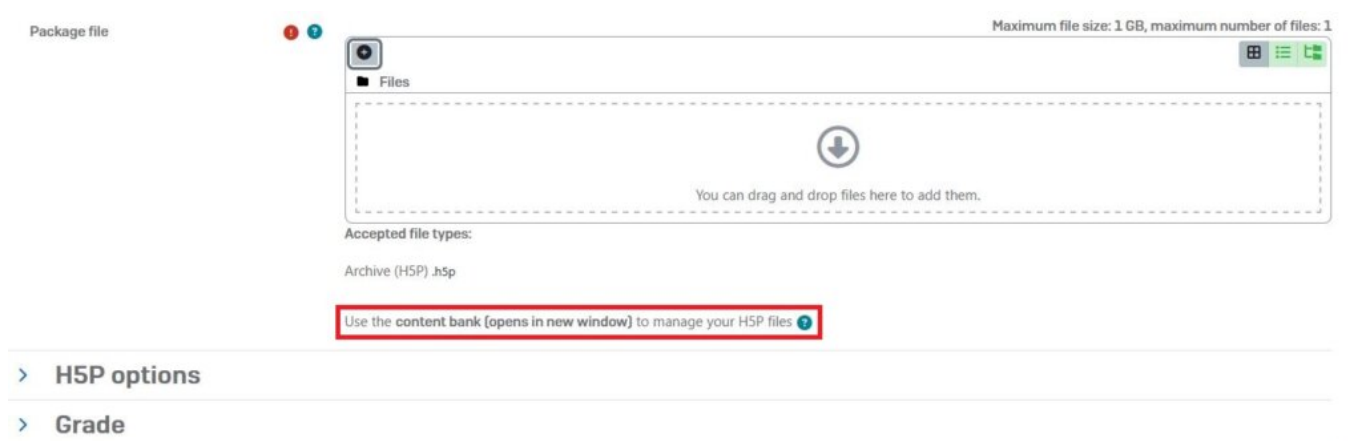 Maximum file size: 1 GB, maximum number of files: 1
Package file
Files
You can drag and drop files here to add them.
Accepted file types:
Archive (H5P) .h5p
Use the content bank (opens in new window) to manage your H5P files
H5P options
Grade